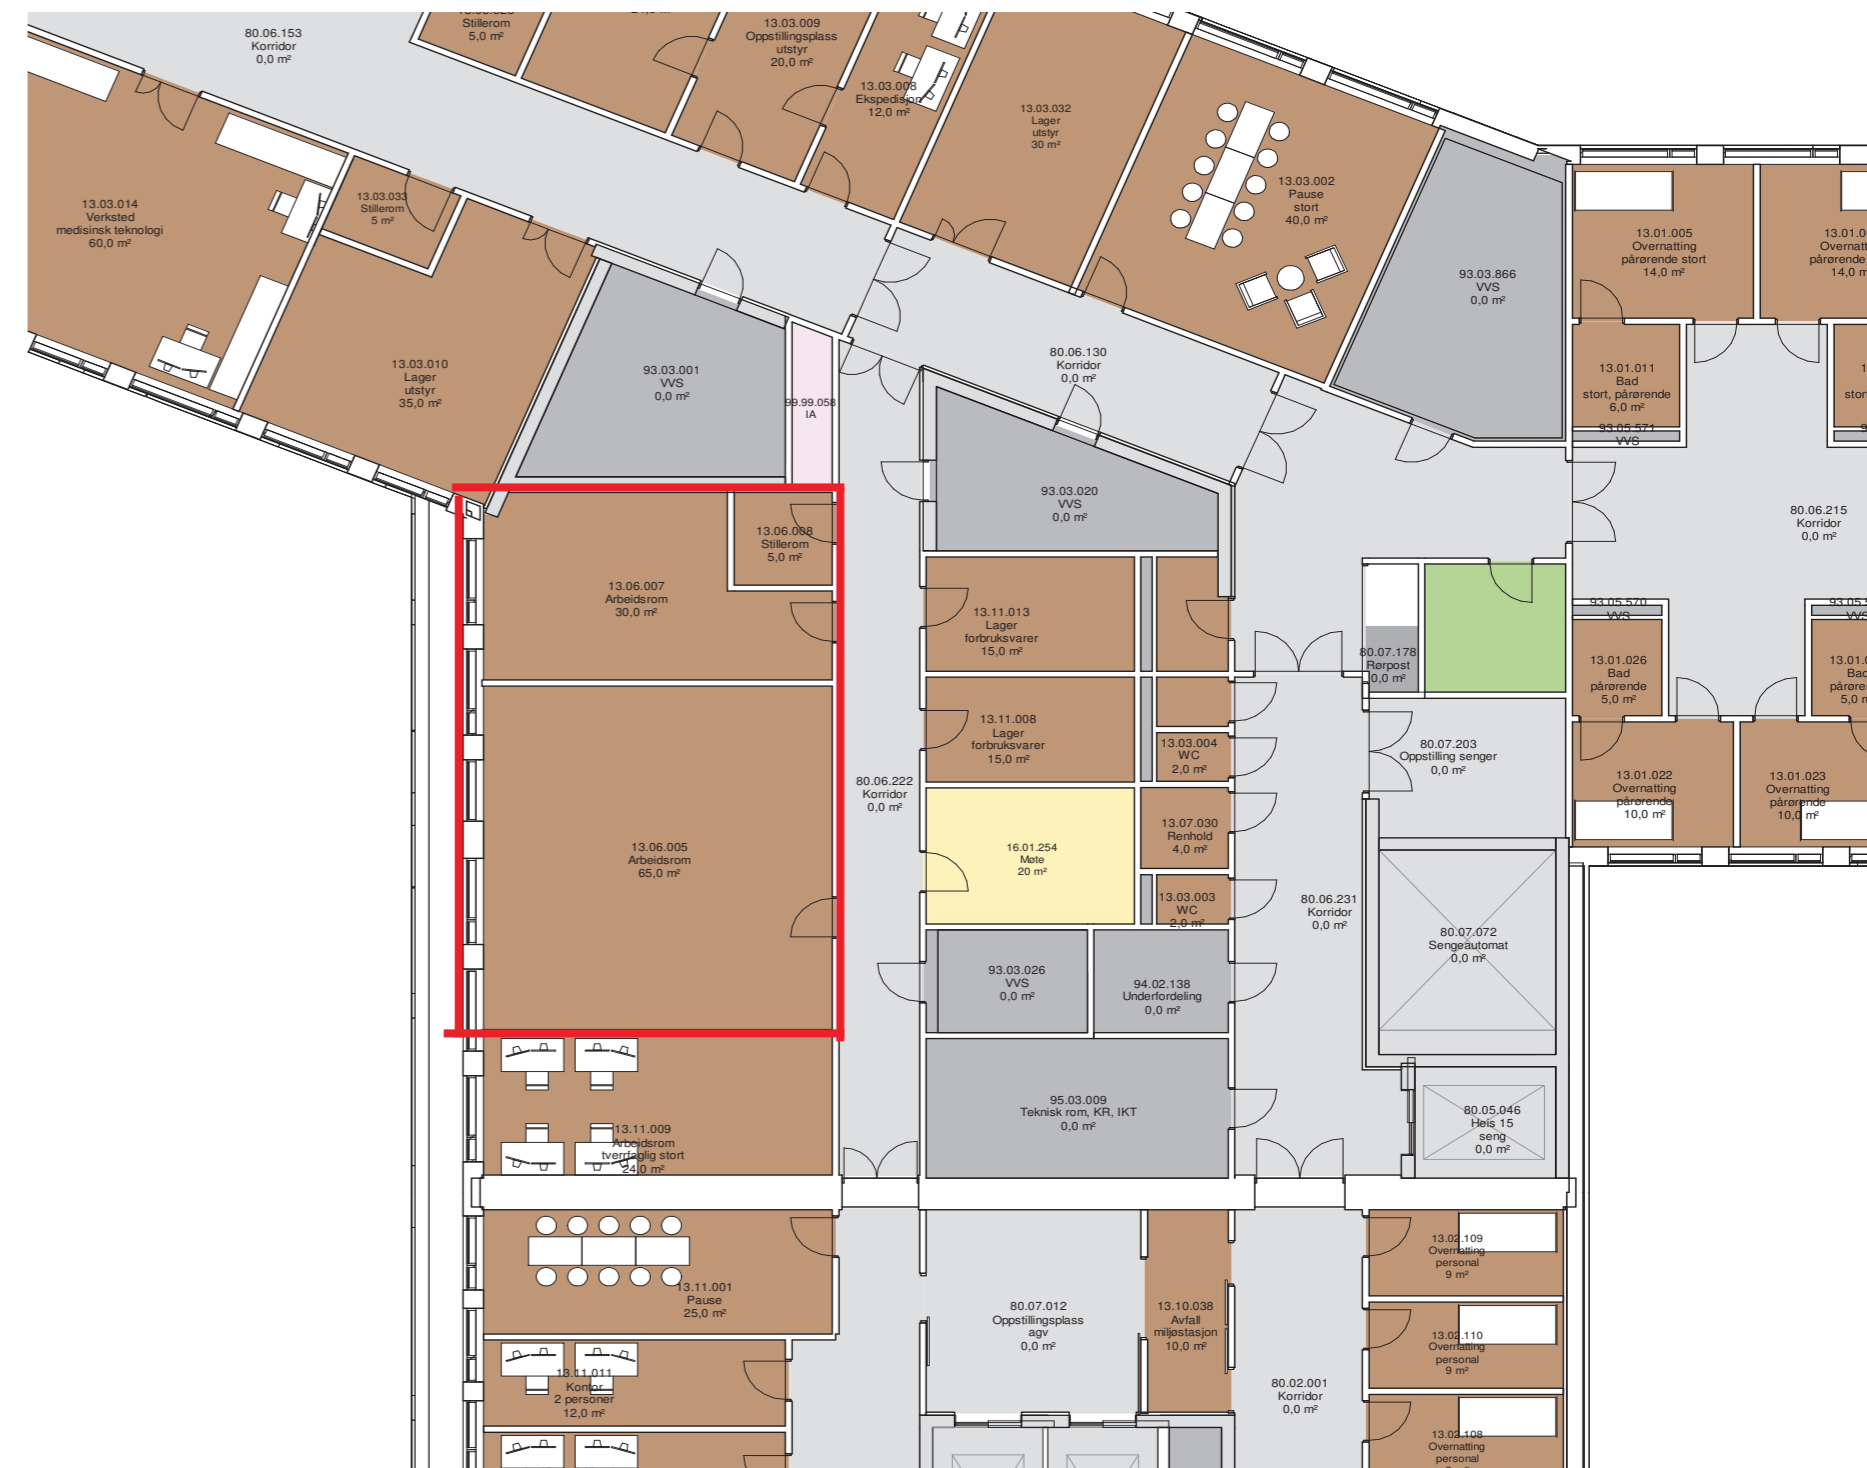 80.06.153
Korridor
0,0 m²
Stillerom
5,0 m²
13.03.009
Oppstillingsplass
utstyr
20,0 m²
13.03.008
Ekspedisjon
12,0 m²
13.03.032
Lager
utstyr
30 m²
13.03.002
Pause
stort
40,0 m²
13.03.014
Verksted
medisinsk teknologi
60,0 m²
13.03.033
Stillerom
5 m²
13.03.010
Lager
utstyr
35,0 m²
93.03.001
VVS
0,0 m²
99.99.058
IA
80.06.130
Korridor
0,0 m²
93.03.866
VVS
0,0 m²
13.01.005
Overnatting
pårørende stort
14,0 m²
13.01.0
Overnatt
pårørende
14,0 m
13.01.011
Bad
stort, pårørende
6,0 m²
93.05.571
VVS
93.03.020
VVS
0,0 m²
80.06.215
Korridor
0,0 m²
13.06.008
Stillerom
5,0 m²
13.06.007
Arbeidsrom
30,0 m²
13.11.013
Lager
forbruksvarer
15,0 m²
80.07.178
Rørpost
0,0 m²
93.05.570
VVS
93.05.5
VVS
13.01.026
Bad
pårørende
5,0 m²
13.01.0
Bad
pårøre
5,0 m
13.11.008
Lager
forbruksvarer
15,0 m²
13.03.004
WC
2,0 m²
80.07.203
Oppstilling senger
0,0 m²
80.06.222
Korridor
0,0 m²
13.01.022
Overnatting
pårørende
10,0 m²
13.01.023
Overnatting
pårørende
10,0 m²
13.06.005
Arbeidsrom
65,0 m²
16.01.254
Møte
20 m²
13.07.030
Renhold
4,0 m²
13.03.003
WC
2,0 m²
80.06.231
Korridor
0,0 m²
80.07.072
Sengeautomat
0,0 m²
93.03.026
VVS
0,0 m²
94.02.138
Underfordeling
0,0 m²
95.03.009
Teknisk rom, KR, IKT
0,0 m²
80.05.046
Heis 15
seng
0,0 m²
13.11.009
Arbeidsrom
tverrfaglig stort
24,0 m²
13.11.001
Pause
25,0 m²
80.07.012
Oppstillingsplass
agv
0,0 m²
13.10.038
Avfall
miljøstasjon
10,0 m²
13.02.109
Overnatting
personal
9 m²
13.02.110
Overnatting
personal
9 m²
13.11.011
Kontor
2 personer
12,0 m²
80.02.001
Korridor
0,0 m²
13.02.108
Overnatting
personal